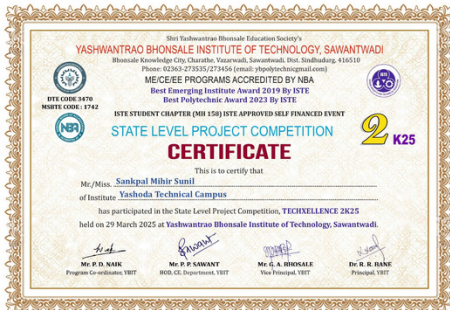 Shri Yashwantrao Bhonsale Education Society's
YASHWANTRAO BHONSALE INSTITUTE OF TECHNOLOGY, SAWANTWADI
Bhonsale Knowledge City, Charathe, Vazarwadi, Sawantwadi. Dist. Sindhudurg, 416510
Phone: 02363-273535/273456 (email: ybpolytechnic@gmail.com)
ME/CE/EE PROGRAMS ACCREDITED BY NBA
Best Emerging Institute Award 2019 By ISTE
Best Polytechnic Award 2023 By ISTE
DTE CODE 3470
MSBTE CODE : 1742
ISTE STUDENT CHAPTER (MH 158) ISTE APPROVED SELF FINANCED EVENT
NBA
STATE LEVEL PROJECT COMPETITION
2 K25
CERTIFICATE
This is to certify that
Mr./Miss. Sankpal Mihir Sunil
of Institute Yashoda Technical Campus
has participated in the State Level Project Competition, TECHXELLENCE 2K25
held on 29 March 2025 at Yashwantrao Bhonsale Institute of Technology, Sawantwadi.
Mr. P. D. NAIK
Program Co-ordinator, YBIT
Mr. P. P. SAWANT
HOD, CE. Department, YBIT
Mr. G. A. BHOSALE
Vice Principal, YBIT
Dr. R. B. RANE
Principal, YBIT